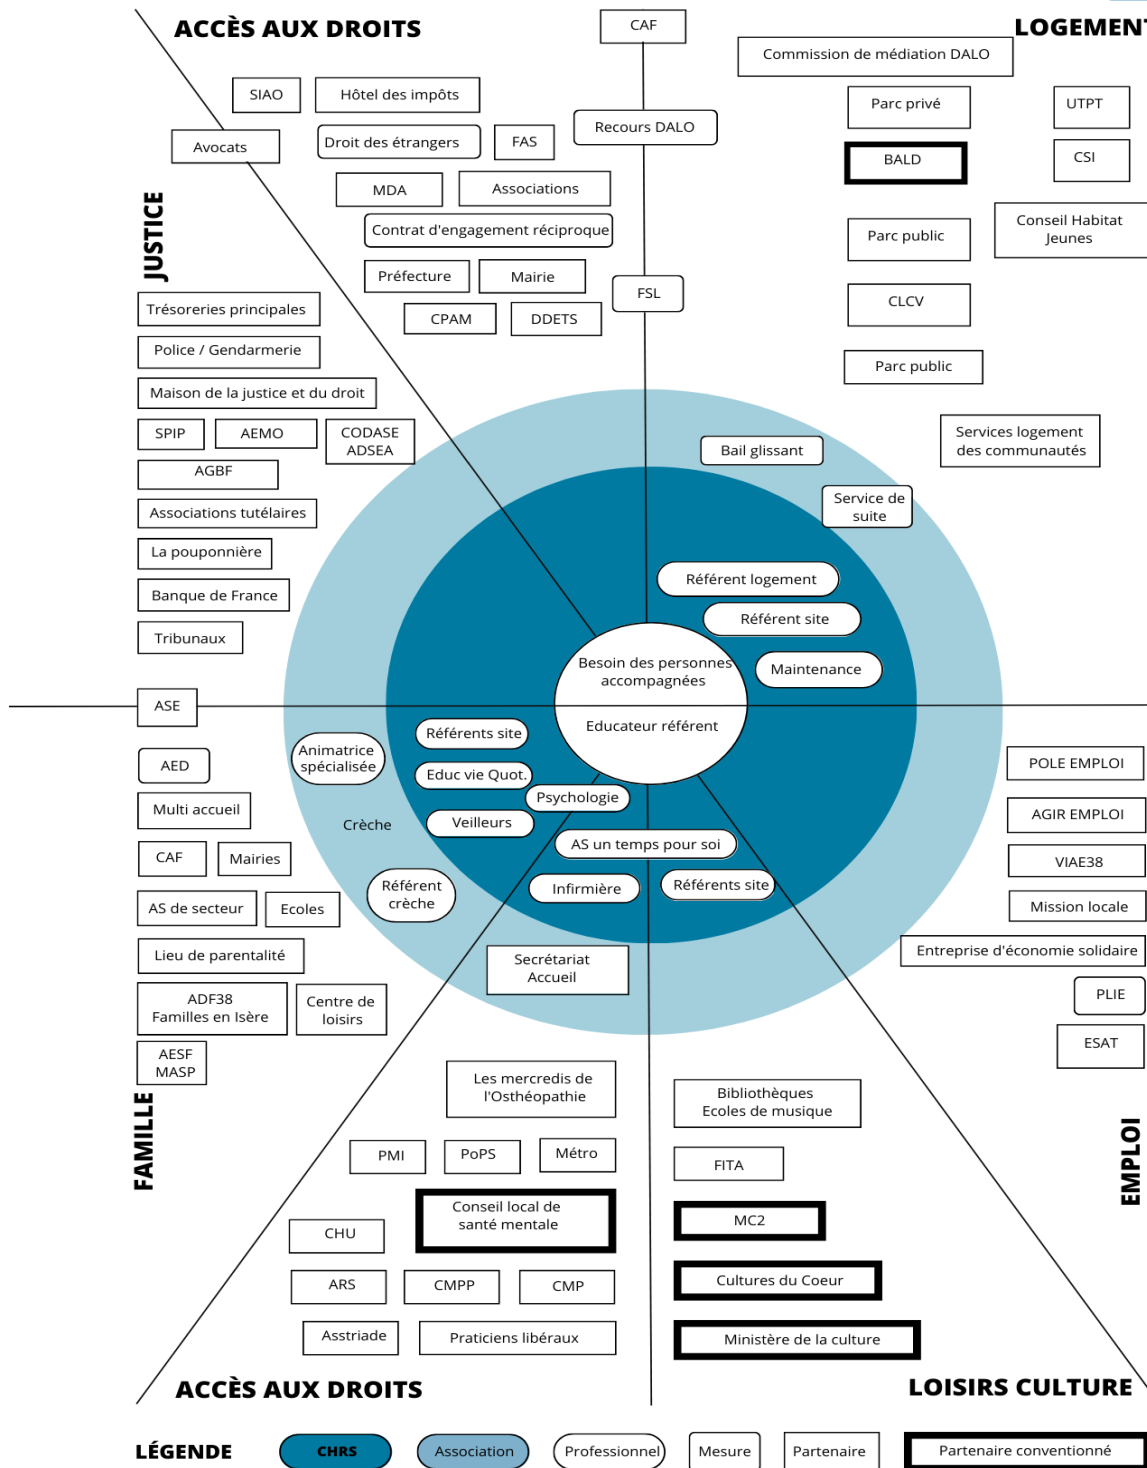 ACCÈS AUX DROITS
CAF
LOGEMENT
Commission de médiation DALO
SIAO
Hôtel des impôts
Parc privé
UTPT
Recours DALO
Avocats
Droit des étrangers
FAS
BALD
CSI
MDA
Associations
JUSTICE
Contrat d'engagement réciproque
Parc public
Conseil Habitat
Jeunes
Préfecture
Mairie
FSL
CLCV
Trésoreries principales
CPAM
DDETS
Police / Gendarmerie
Parc public
Maison de la justice et du droit
SPIP
AEMO
CODASE
ADSEA
Bail glissant
Services logement
des communautés
AGBF
Service de
suite
Associations tutélaires
La pouponnière
Référent logement
Banque de France
Référent site
Tribunaux
Besoin des personnes
accompagnées
Maintenance
ASE
Educateur référent
Référents site
Animatrice
spécialisée
AED
POLE EMPLOI
Educ vie Quot.
Psychologie
Multi accueil
AGIR EMPLOI
Crèche
Veilleurs
AS un temps pour soi
CAF
Mairies
VIAE38
Référent
crèche
Infirmière
Référents site
AS de secteur
Ecoles
Mission locale
Lieu de parentalité
Secrétariat
Accueil
Entreprise d'économie solidaire
ADF38
Familles en Isère
Centre de
loisirs
PLIE
AESF
MASP
ESAT
FAMILLE
Les mercredis de
l'Osthéopathie
Bibliothèques
Ecoles de musique
EMPLOI
PMI
PoPS
Métro
FITA
Conseil local de
santé mentale
MC2
CHU
ARS
CMPP
CMP
Cultures du Coeur
Asstriade
Praticiens libéraux
Ministère de la culture
ACCÈS AUX DROITS
LOISIRS CULTURE
LÉGENDE
CHRS
Association
Professionnel
Mesure
Partenaire
Partenaire conventionné